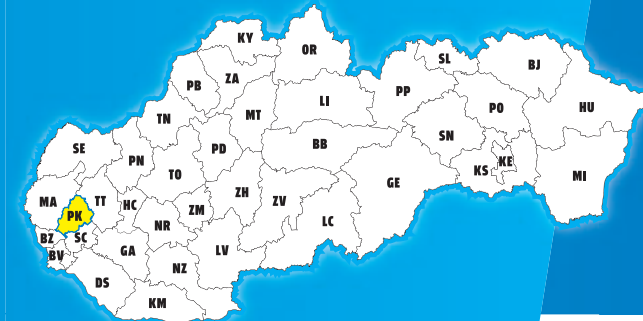 KY
OR
SL
BJ
PB
ZA
LI
PP
PO
HU
TN
MT
SE
PN
PD
BB
SN
KS
KE
MI
TO
GE
MA
PK
TT
HC
NR
ZM
ZH
ZV
LC
BZ
SC
BV
GA
LV
NZ
DS
KM